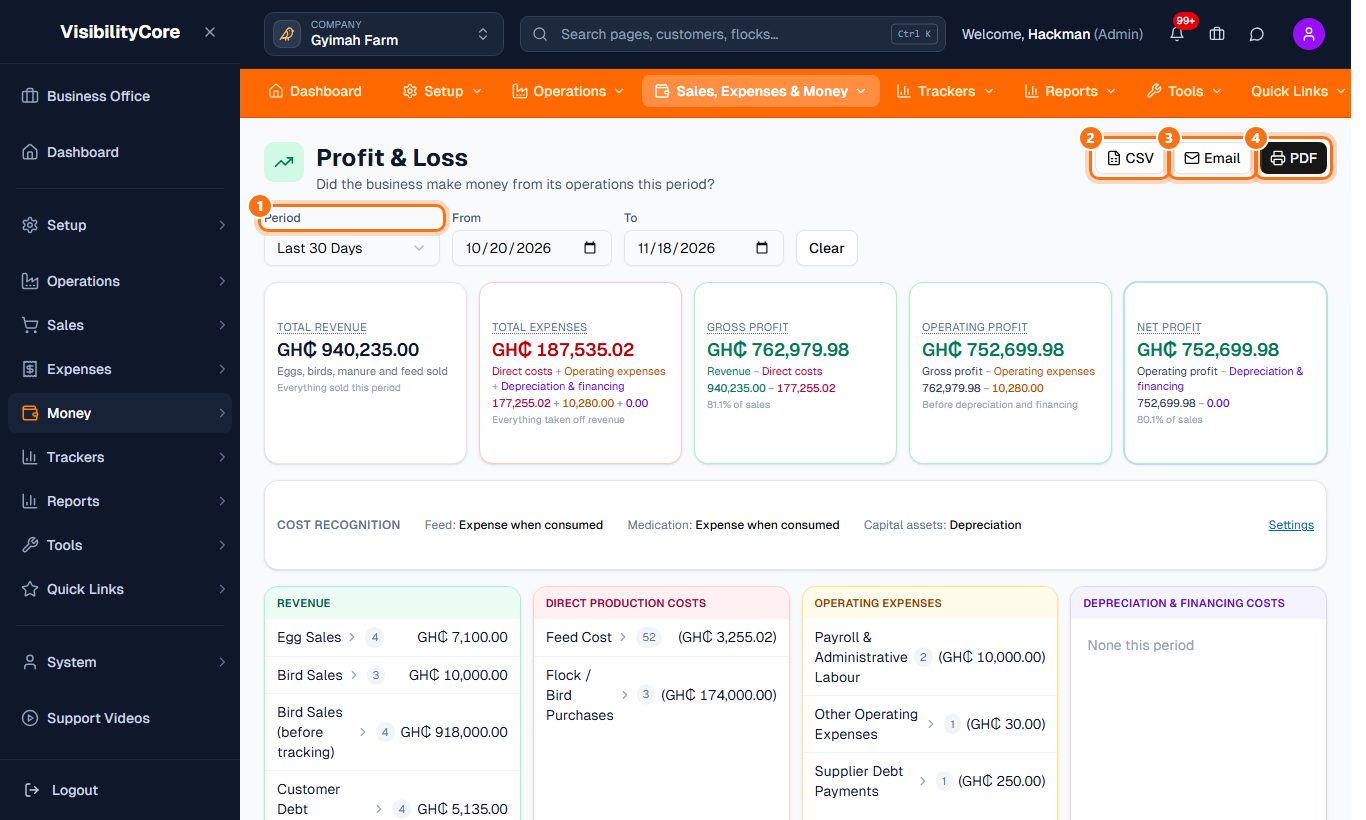 VisibilityCore
COMPANY
Gyimah Farm
Search pages, customers, flocks...
Ctrl K
Welcome, Hackman (Admin)
99+
Business Office
Dashboard
Setup
Operations
Sales
Expenses
Money
Trackers
Reports
Tools
Quick Links
System
Support Videos
Logout
Dashboard
Setup
Operations
Sales, Expenses & Money
Trackers
Reports
Tools
Quick Links
Profit & Loss
Did the business make money from its operations this period?
2
CSV
3
Email
4
PDF
1
Period
From
To
Last 30 Days
10/20/2026
11/18/2026
Clear
TOTAL REVENUE
GH₵ 940,235.00
Eggs, birds, manure and feed sold
Everything sold this period
TOTAL EXPENSES
GH₵ 187,535.02
Direct costs + Operating expenses
+ Depreciation & financing
177,255.02 + 10,280.00 + 0.00
Everything taken off revenue
GROSS PROFIT
GH₵ 762,979.98
Revenue − Direct costs
940,235.00 − 177,255.02
81.1% of sales
OPERATING PROFIT
GH₵ 752,699.98
Gross profit − Operating expenses
762,979.98 − 10,280.00
Before depreciation and financing
NET PROFIT
GH₵ 752,699.98
Operating profit − Depreciation &
financing
752,699.98 − 0.00
80.1% of sales
COST RECOGNITION
Feed: Expense when consumed
Medication: Expense when consumed
Capital assets: Depreciation
Settings
REVENUE
Egg Sales 4 GH₵ 7,100.00
Bird Sales 3 GH₵ 10,000.00
Bird Sales
(before 4 GH₵ 918,000.00
tracking)
Customer
Debt 4 GH₵ 5,135.00
DIRECT PRODUCTION COSTS
Feed Cost 52 (GH₵ 3,255.02)
Flock /
Bird 3 (GH₵ 174,000.00)
Purchases
OPERATING EXPENSES
Payroll &
Administrative 2 (GH₵ 10,000.00)
Labour
Other Operating
Expenses 1 (GH₵ 30.00)
Supplier Debt
Payments 1 (GH₵ 250.00)
DEPRECIATION & FINANCING COSTS
None this period